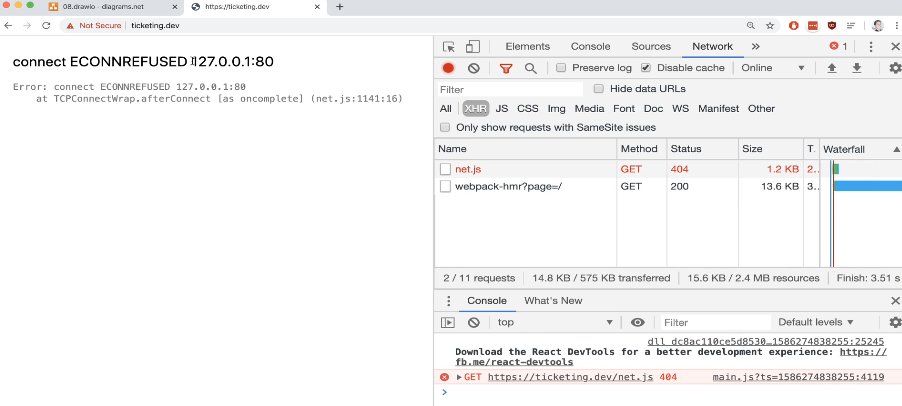 08.drawio - diagrams.net
https://ticketing.dev
Not Secure
ticketing.dev
connect ECONNREFUSED 127.0.0.1:80
Error: connect ECONNREFUSED 127.0.0.1:80
at TCPConnectWrap.afterConnect [as oncomplete] (net.js:1141:16)
Elements Console Sources Network » 1
Preserve log Disable cache Online
Filter Hide data URLs
All XHR JS CSS Img Media Font Doc WS Manifest Other
Only show requests with SameSite issues
Name Method Status Size T. Waterfall
net.js GET 404 1.2 KB 2..
webpack-hmr?page=/ GET 200 13.6 KB 3..
2 / 11 requests 14.8 KB / 575 KB transferred 15.6 KB / 2.4 MB resources Finish: 3.51 s
Console What's New
top Filter Default levels
dll_dc8ac110ce5d8530…1586274838255:25245
Download the React DevTools for a better development experience: https://
fb.me/react-devtools
GET https://ticketing.dev/net.js 404 main.js?ts=1586274838255:4119